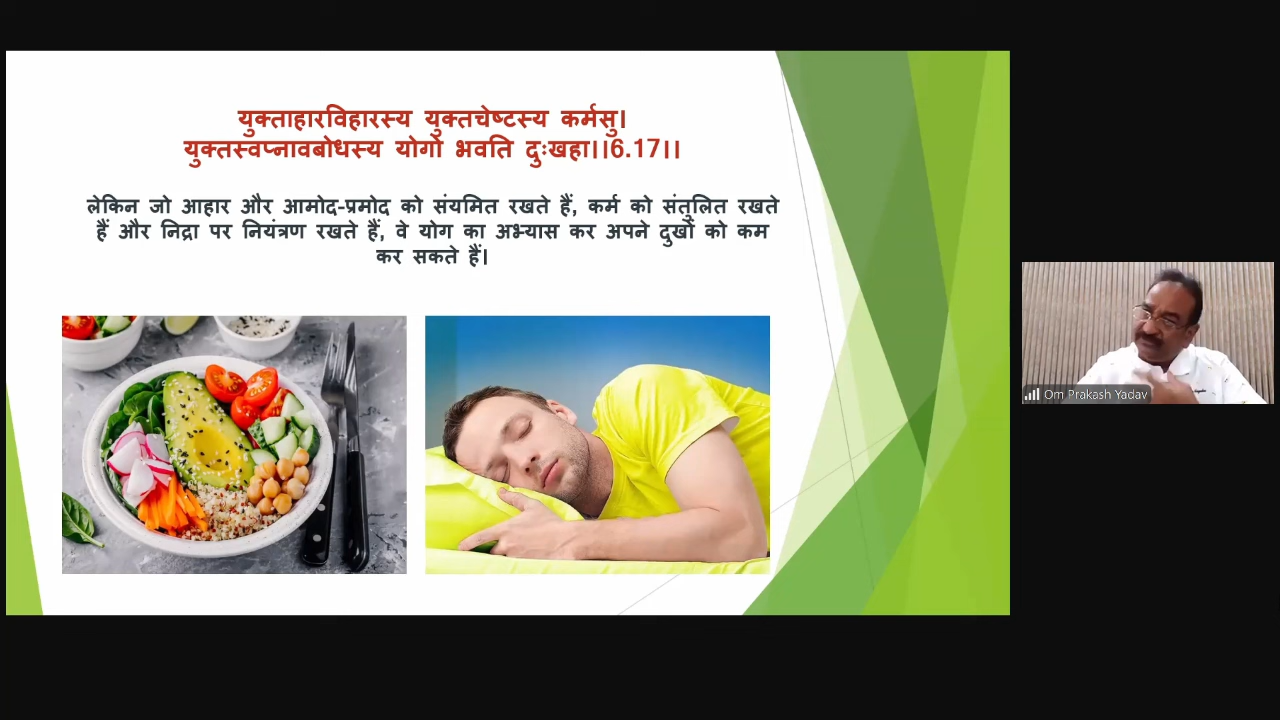 युक्ताहारविहारस्य युक्तचेष्टस्य कर्मसु।
युक्तस्वप्नावबोधस्य योगो भवति दुःखहा।।6.17।।
लेकिन जो आहार और आमोद-प्रमोद को संयमित रखते हैं, कर्म को संतुलित रखते
हैं और निद्रा पर नियंत्रण रखते हैं, वे योग का अभ्यास कर अपने दुखों को कम
कर सकते हैं।
Om Prakash Yadav